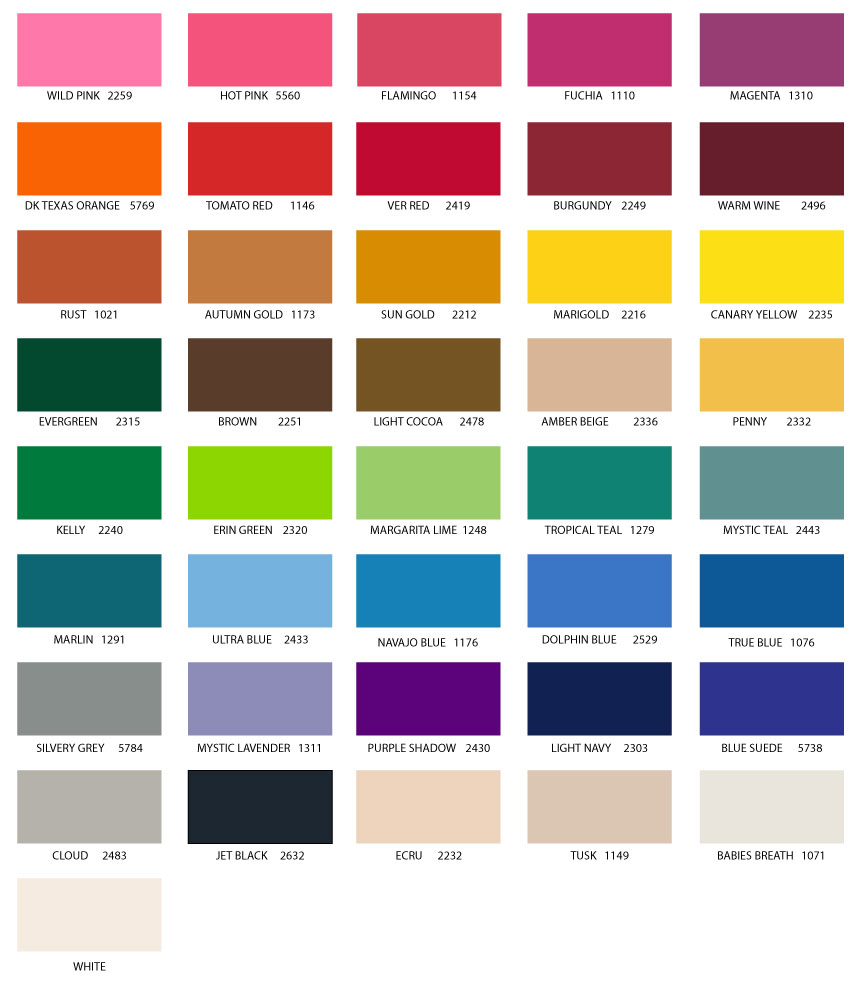 WILD PINK 2259
HOT PINK 5560
FLAMINGO 1154
FUCHIA 1110
MAGENTA 1310
DK TEXAS ORANGE 5769
TOMATO RED 1146
VER RED 2419
BURGUNDY 2249
WARM WINE 2496
RUST 1021
AUTUMN GOLD 1173
SUN GOLD 2212
MARIGOLD 2216
CANARY YELLOW 2235
EVERGREEN 2315
BROWN 2251
LIGHT COCOA 2478
AMBER BEIGE 2336
PENNY 2332
KELLY 2240
ERIN GREEN 2320
MARGARITA LIME 1248
TROPICAL TEAL 1279
MYSTIC TEAL 2443
MARLIN 1291
ULTRA BLUE 2433
NAVAJO BLUE 1176
DOLPHIN BLUE 2529
TRUE BLUE 1076
SILVERY GREY 5784
MYSTIC LAVENDER 1311
PURPLE SHADOW 2430
LIGHT NAVY 2303
BLUE SUEDE 5738
CLOUD 2483
JET BLACK 2632
ECRU 2232
TUSK 1149
BABIES BREATH 1071
WHITE